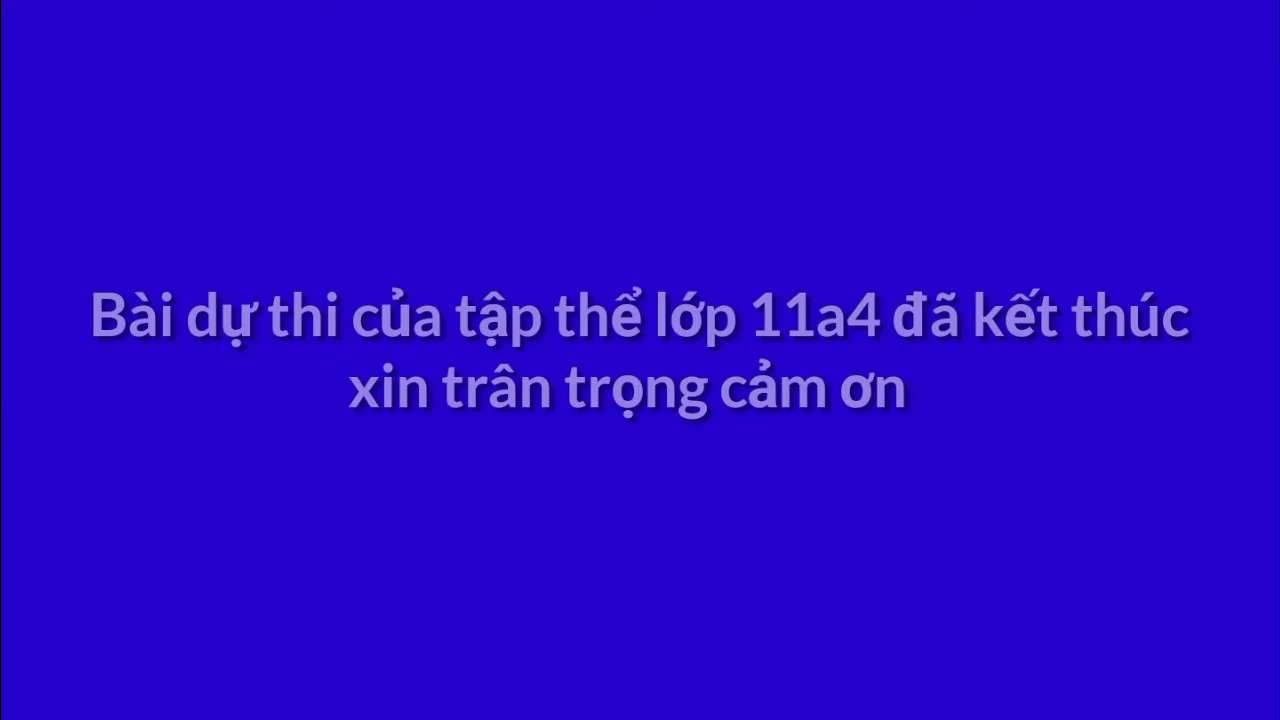 Bài dự thi của tập thể lớp 11a4 đã kết thúc
xin trân trọng cảm ơn